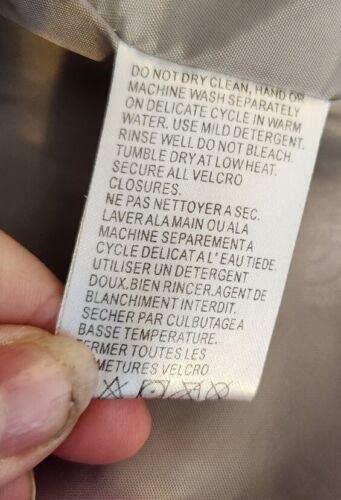 DO NOT DRY CLEAN, HAND OR
MACHINE WASH SEPARATELY
ON DELICATE CYCLE IN WARM
WATER. USE MILD DETERGENT.
RINSE WELL. DO NOT BLEACH.
TUMBLE DRY AT LOW HEAT.
SECURE ALL VELCRO
CLOSURES.
NE PAS NETTOYER A SEC.
LAVER ALA MAIN OU ALA
MACHINE SEPAREMENT A
CYCLE DELICAT A L'EAU TIEDE.
UTILISER UN DETERGENT
DOUX.BIEN RINCER.AGENT DE
BLANCHIMENT INTERDIT.
SECHER PAR CULBUTAGE A
BASSE TEMPERATURE.
FERMER TOUTES LES
METURES VELCRO